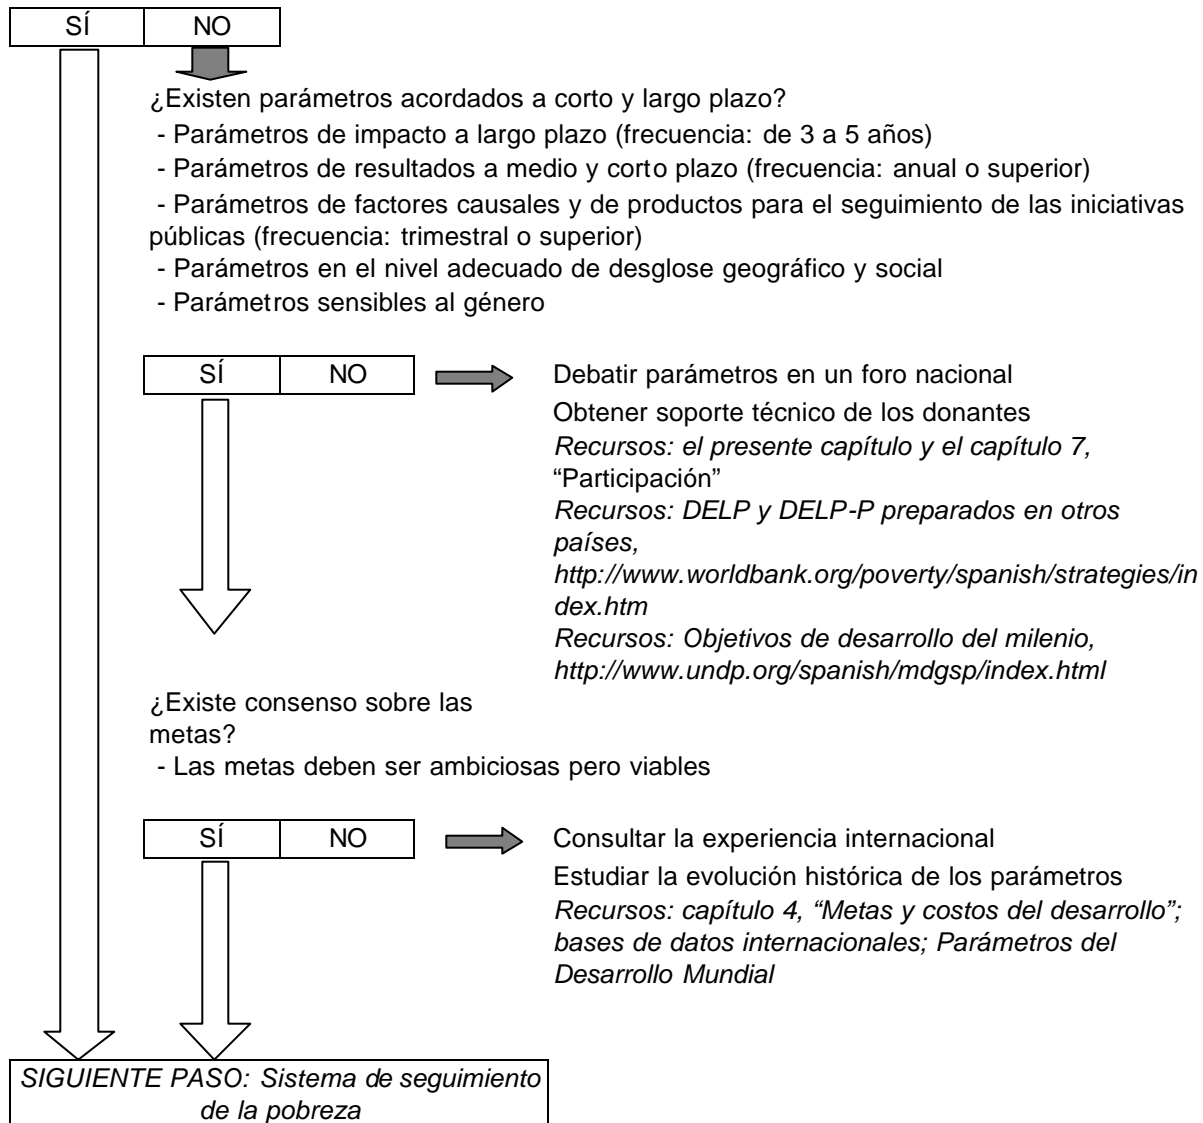 SÍ NO
¿Existen parámetros acordados a corto y largo plazo?
- Parámetros de impacto a largo plazo (frecuencia: de 3 a 5 años)
- Parámetros de resultados a medio y corto plazo (frecuencia: anual o superior)
- Parámetros de factores causales y de productos para el seguimiento de las iniciativas
públicas (frecuencia: trimestral o superior)
- Parámetros en el nivel adecuado de desglose geográfico y social
- Parámetros sensibles al género
SÍ NO
Debatir parámetros en un foro nacional
Obtener soporte técnico de los donantes
Recursos: el presente capítulo y el capítulo 7,
“Participación”
Recursos: DELP y DELP-P preparados en otros
países,
http://www.worldbank.org/poverty/spanish/strategies/in
dex.htm
Recursos: Objetivos de desarrollo del milenio,
http://www.undp.org/spanish/mdgsp/index.html
¿Existe consenso sobre las
metas?
- Las metas deben ser ambiciosas pero viables
SÍ NO
Consultar la experiencia internacional
Estudiar la evolución histórica de los parámetros
Recursos: capítulo 4, “Metas y costos del desarrollo”;
bases de datos internacionales; Parámetros del
Desarrollo Mundial
SIGUIENTE PASO: Sistema de seguimiento
de la pobreza